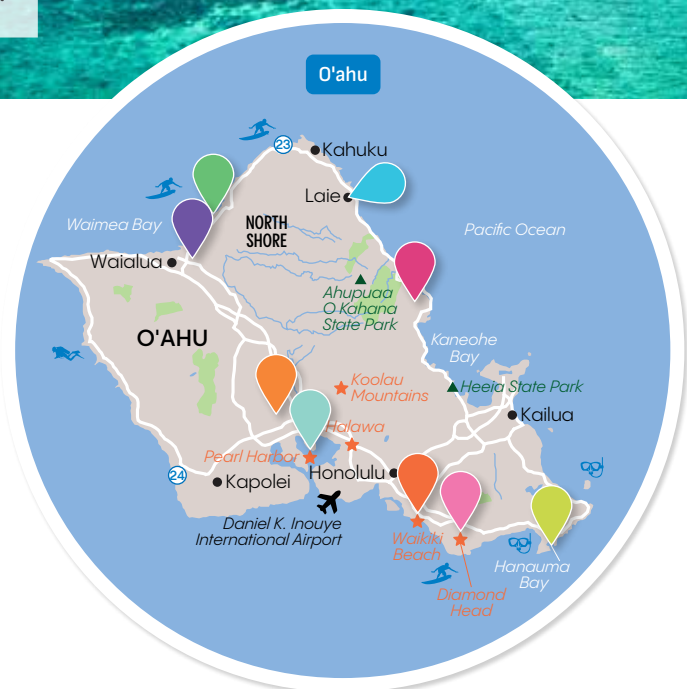 O'ahu
23
Kahuku
Laie
Waimea Bay
NORTH
SHORE
Pacific Ocean
Waialua
Ahupuaa
O Kahana
State Park
O'AHU
Kaneohe
Bay
Koolau
Mountains
Heeia State Park
Kailua
Halawa
Pearl Harbor
Honolulu
24
Kapolei
Daniel K. Inouye
International Airport
Waikiki
Beach
Hanauma
Bay
Diamond
Head